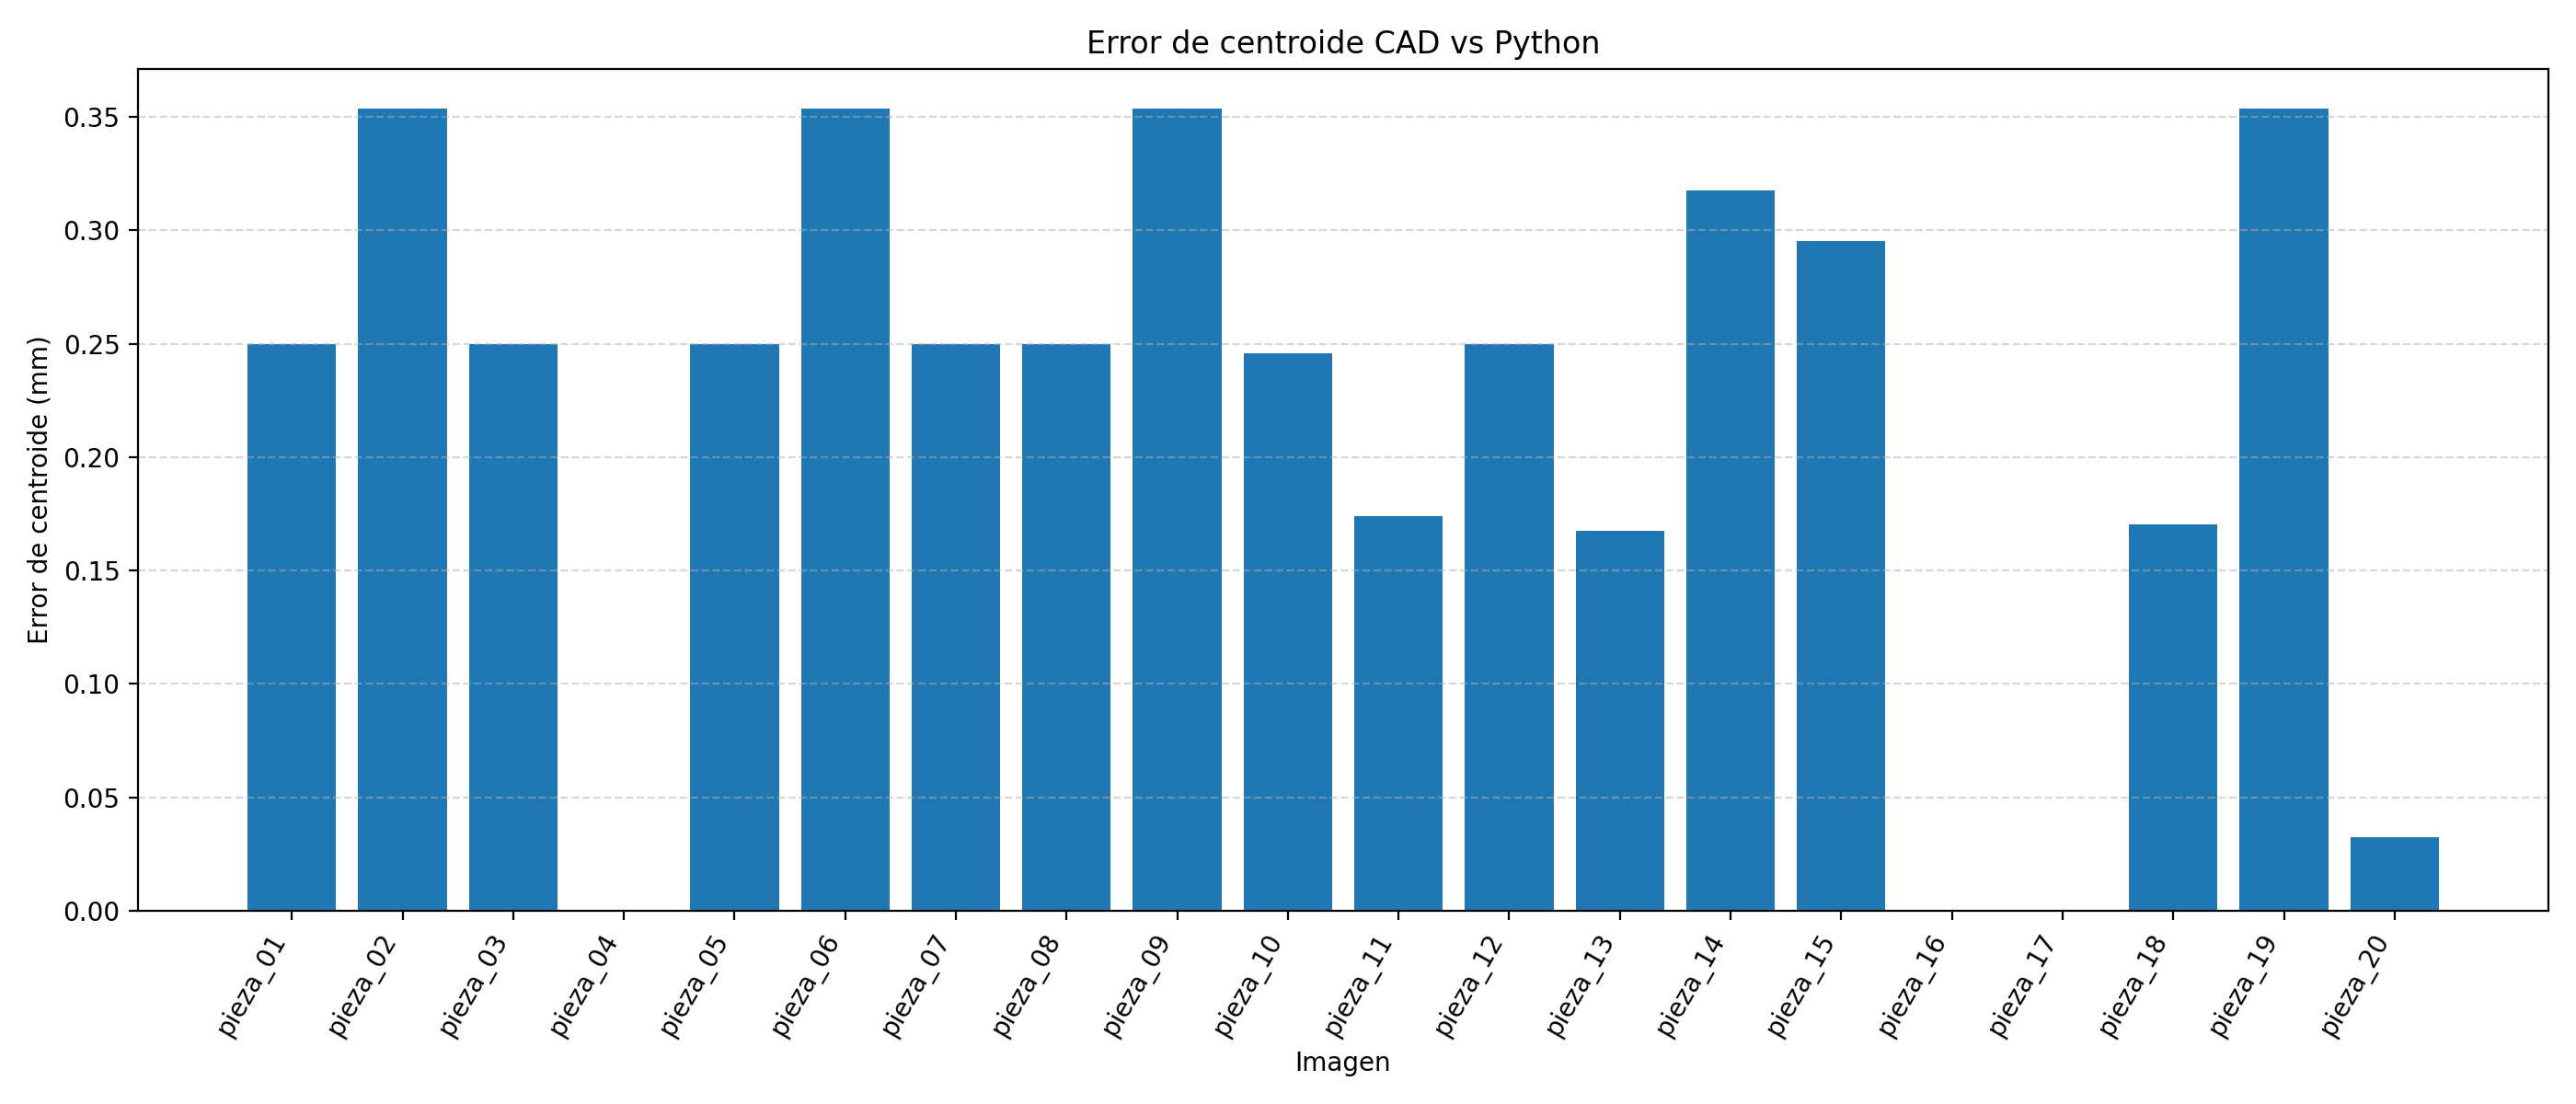 Error de centroide CAD vs Python
Error de centroide (mm)
0.35
0.30
0.25
0.20
0.15
0.10
0.05
0.00
pieza_01
pieza_02
pieza_03
pieza_04
pieza_05
pieza_06
pieza_07
pieza_08
pieza_09
pieza_10
pieza_11
pieza_12
pieza_13
pieza_14
pieza_15
pieza_16
pieza_17
pieza_18
pieza_19
pieza_20
Imagen